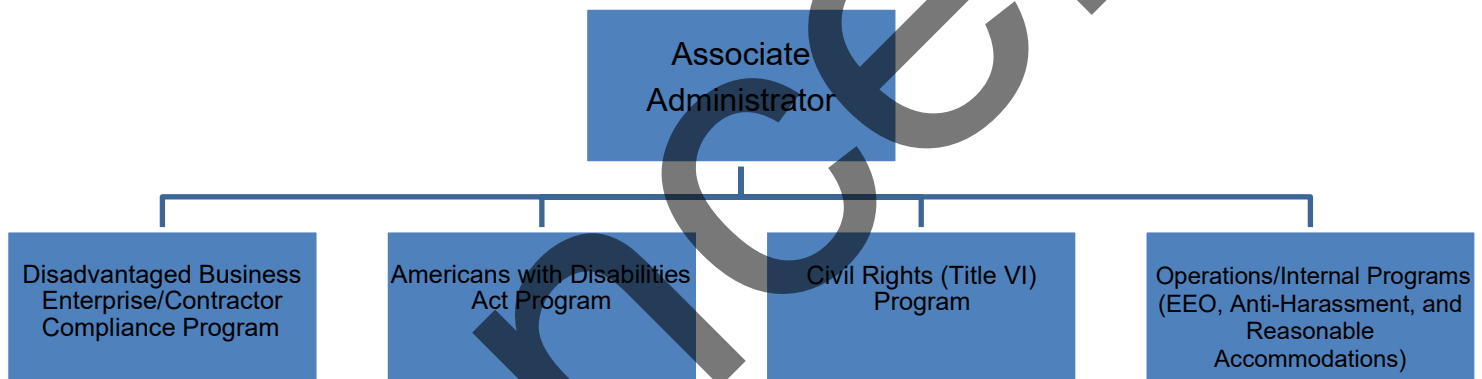 Associate
Administrator
Disadvantaged Business
Enterprise/Contractor
Compliance Program
Americans with Disabilities
Act Program
Civil Rights (Title VI)
Program
Operations/Internal Programs
(EEO, Anti-Harassment, and
Reasonable
Accommodations)